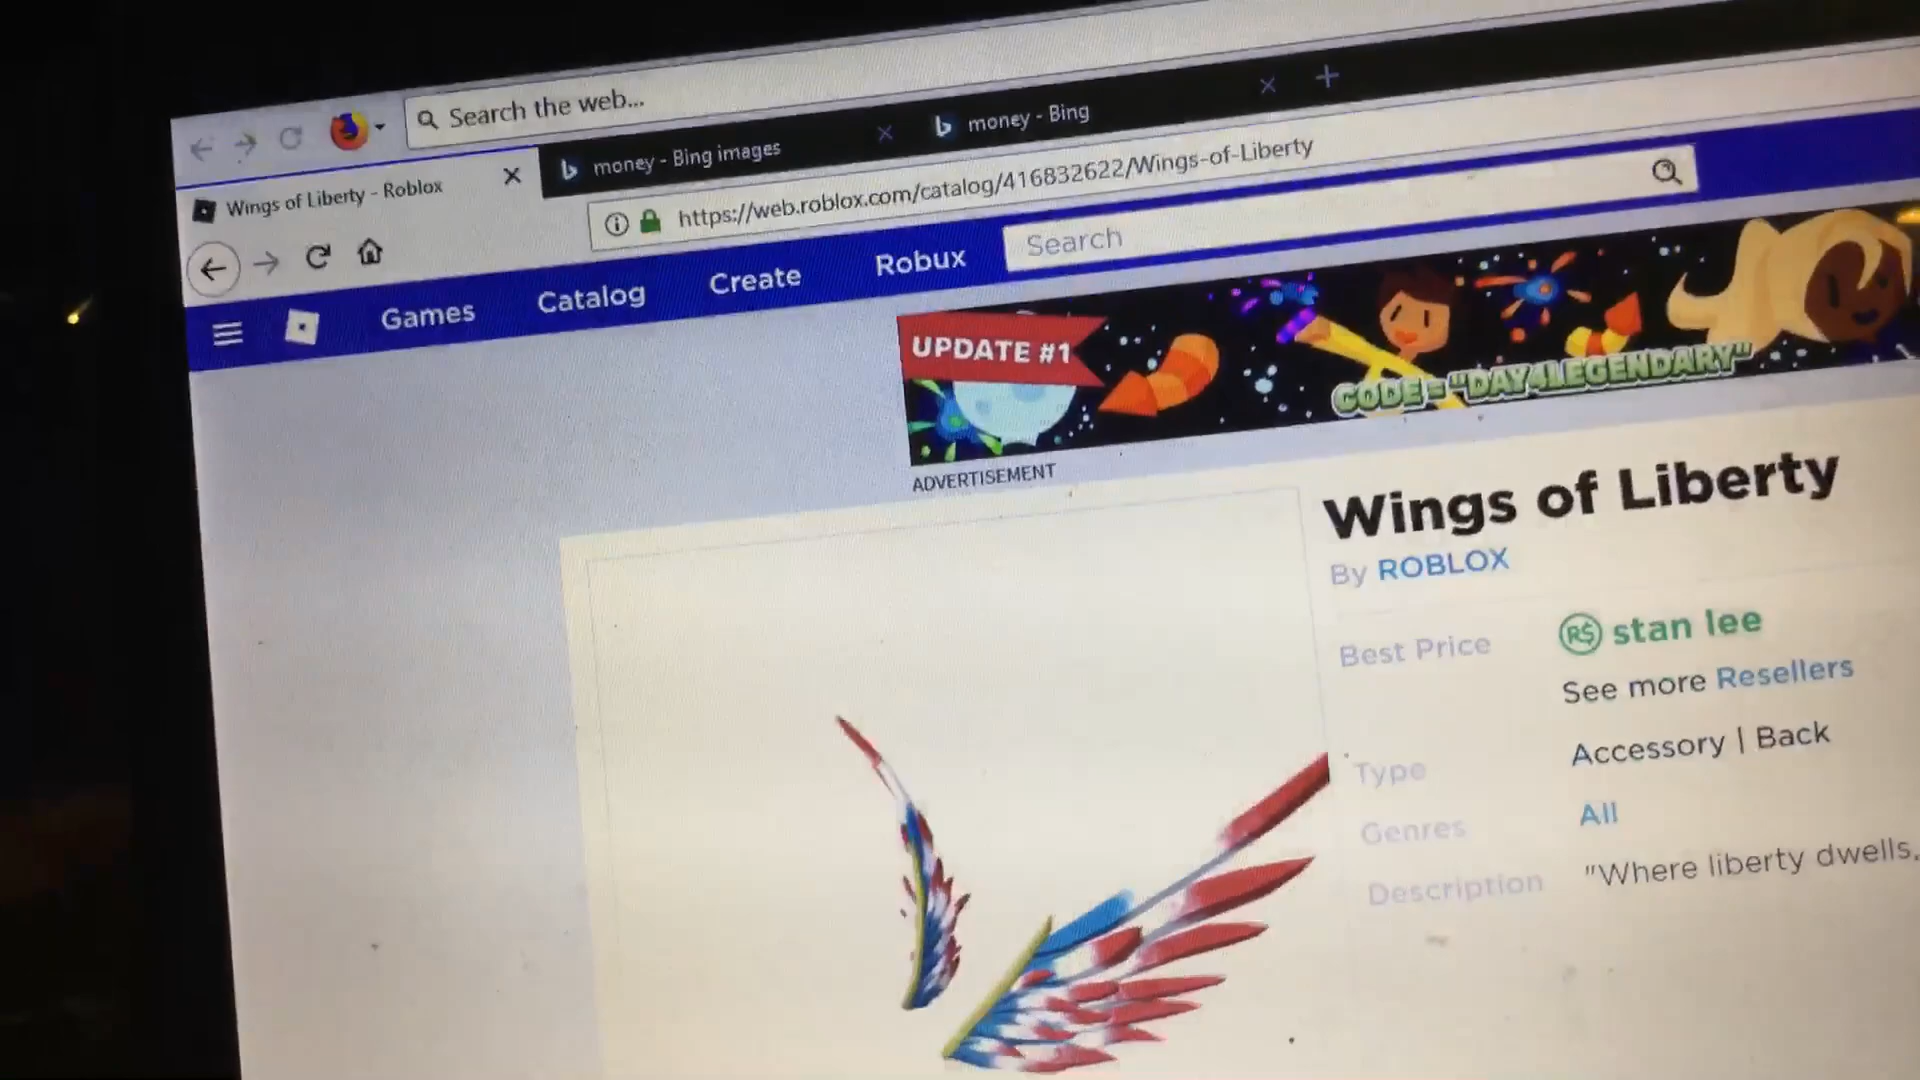 Search the web...
Wings of Liberty - Roblox
money - Bing images
money - Bing
https://web.roblox.com/catalog/416832622/Wings-of-Liberty
Games
Catalog
Create
Robux
Search
UPDATE #1
CODE = "DAY4LEGENDARY"
ADVERTISEMENT
Wings of Liberty
By ROBLOX
Best Price
R$ stan lee
See more Resellers
Type
Accessory | Back
Genres
All
Description
"Where liberty dwells,